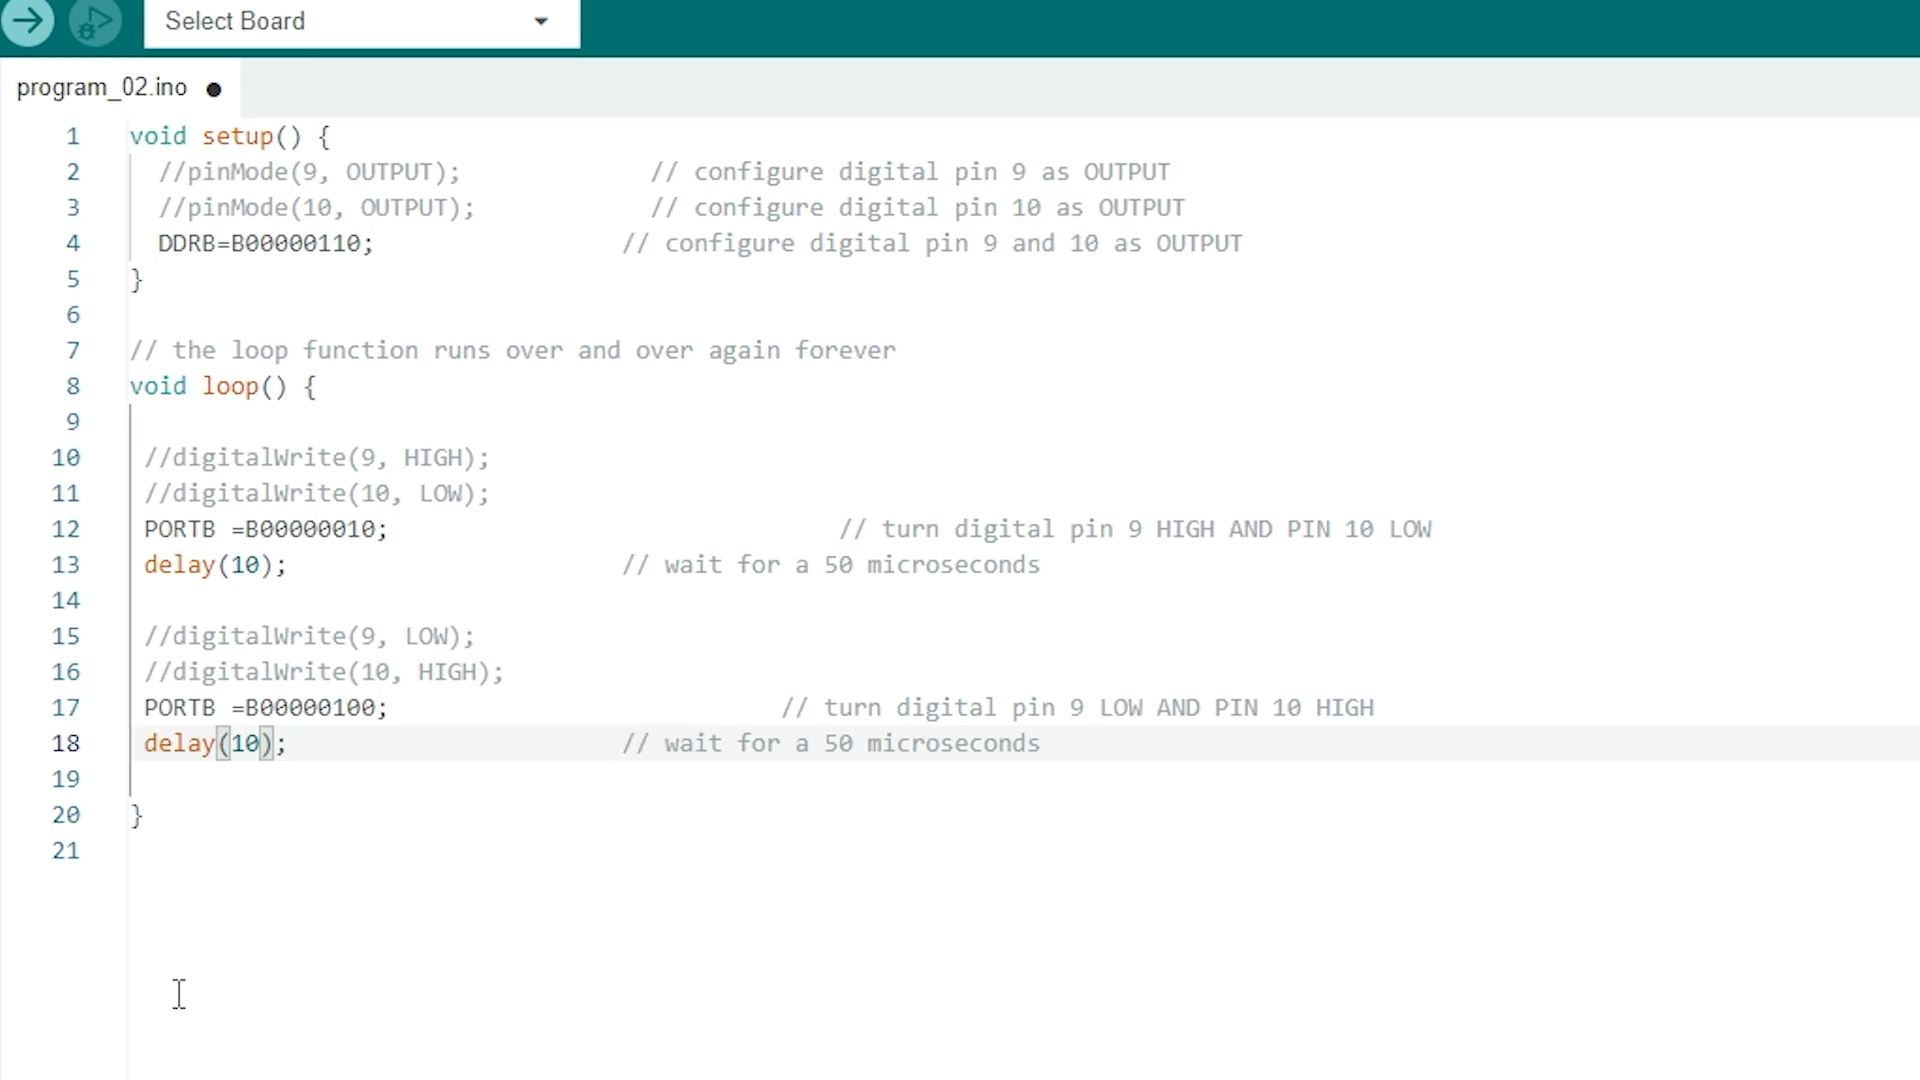 Select Board
program_02.ino
1 void setup() {
2 //pinMode(9, OUTPUT); // configure digital pin 9 as OUTPUT
3 //pinMode(10, OUTPUT); // configure digital pin 10 as OUTPUT
4 DDRB=B00000110; // configure digital pin 9 and 10 as OUTPUT
5 }
6
7 // the loop function runs over and over again forever
8 void loop() {
9
10 //digitalWrite(9, HIGH);
11 //digitalWrite(10, LOW);
12 PORTB =B00000010; // turn digital pin 9 HIGH AND PIN 10 LOW
13 delay(10); // wait for a 50 microseconds
14
15 //digitalWrite(9, LOW);
16 //digitalWrite(10, HIGH);
17 PORTB =B00000100; // turn digital pin 9 LOW AND PIN 10 HIGH
18 delay(10); // wait for a 50 microseconds
19
20 }
21